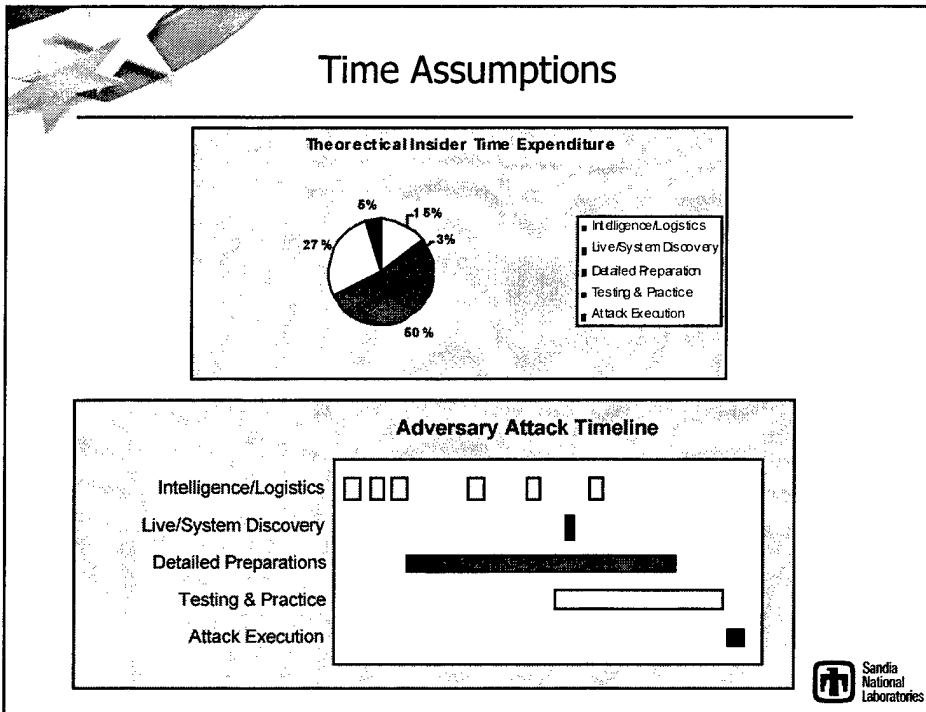 Time Assumptions
Theorectical Insider Time Expenditure
5%
15%
27%
3%
50%
Intelligence/Logistics
Live/System Discovery
Detailed Preparation
Testing & Practice
Attack Execution
Adversary Attack Timeline
Intelligence/Logistics
Live/System Discovery
Detailed Preparations
Testing & Practice
Attack Execution
Sandia
National
Laboratories